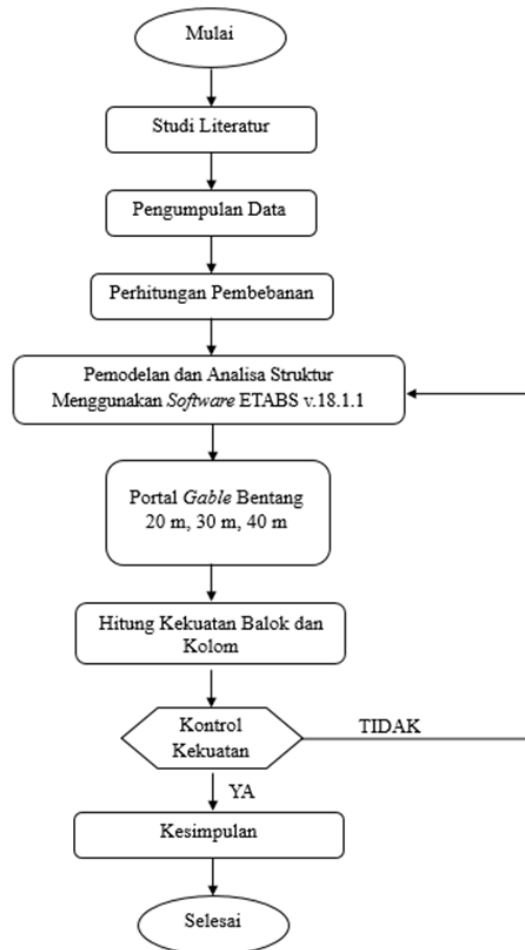 Mulai
Studi Literatur
Pengumpulan Data
Perhitungan Pembebanan
Pemodelan dan Analisa Struktur
Menggunakan Software ETABS v.18.1.1
Portal Gable Bentang
20 m, 30 m, 40 m
Hitung Kekuatan Balok dan
Kolom
Kontrol
Kekuatan
TIDAK
YA
Kesimpulan
Selesai